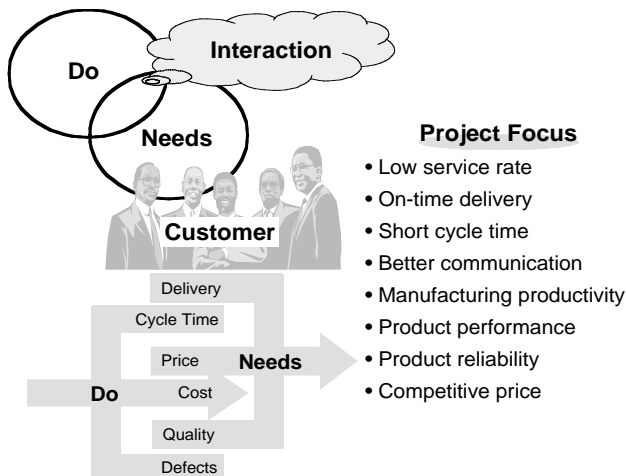 Interaction
Do
Needs
Customer
Delivery
Cycle Time
Price
Needs
Do
Cost
Quality
Defects
Project Focus
• Low service rate
• On-time delivery
• Short cycle time
• Better communication
• Manufacturing productivity
• Product performance
• Product reliability
• Competitive price